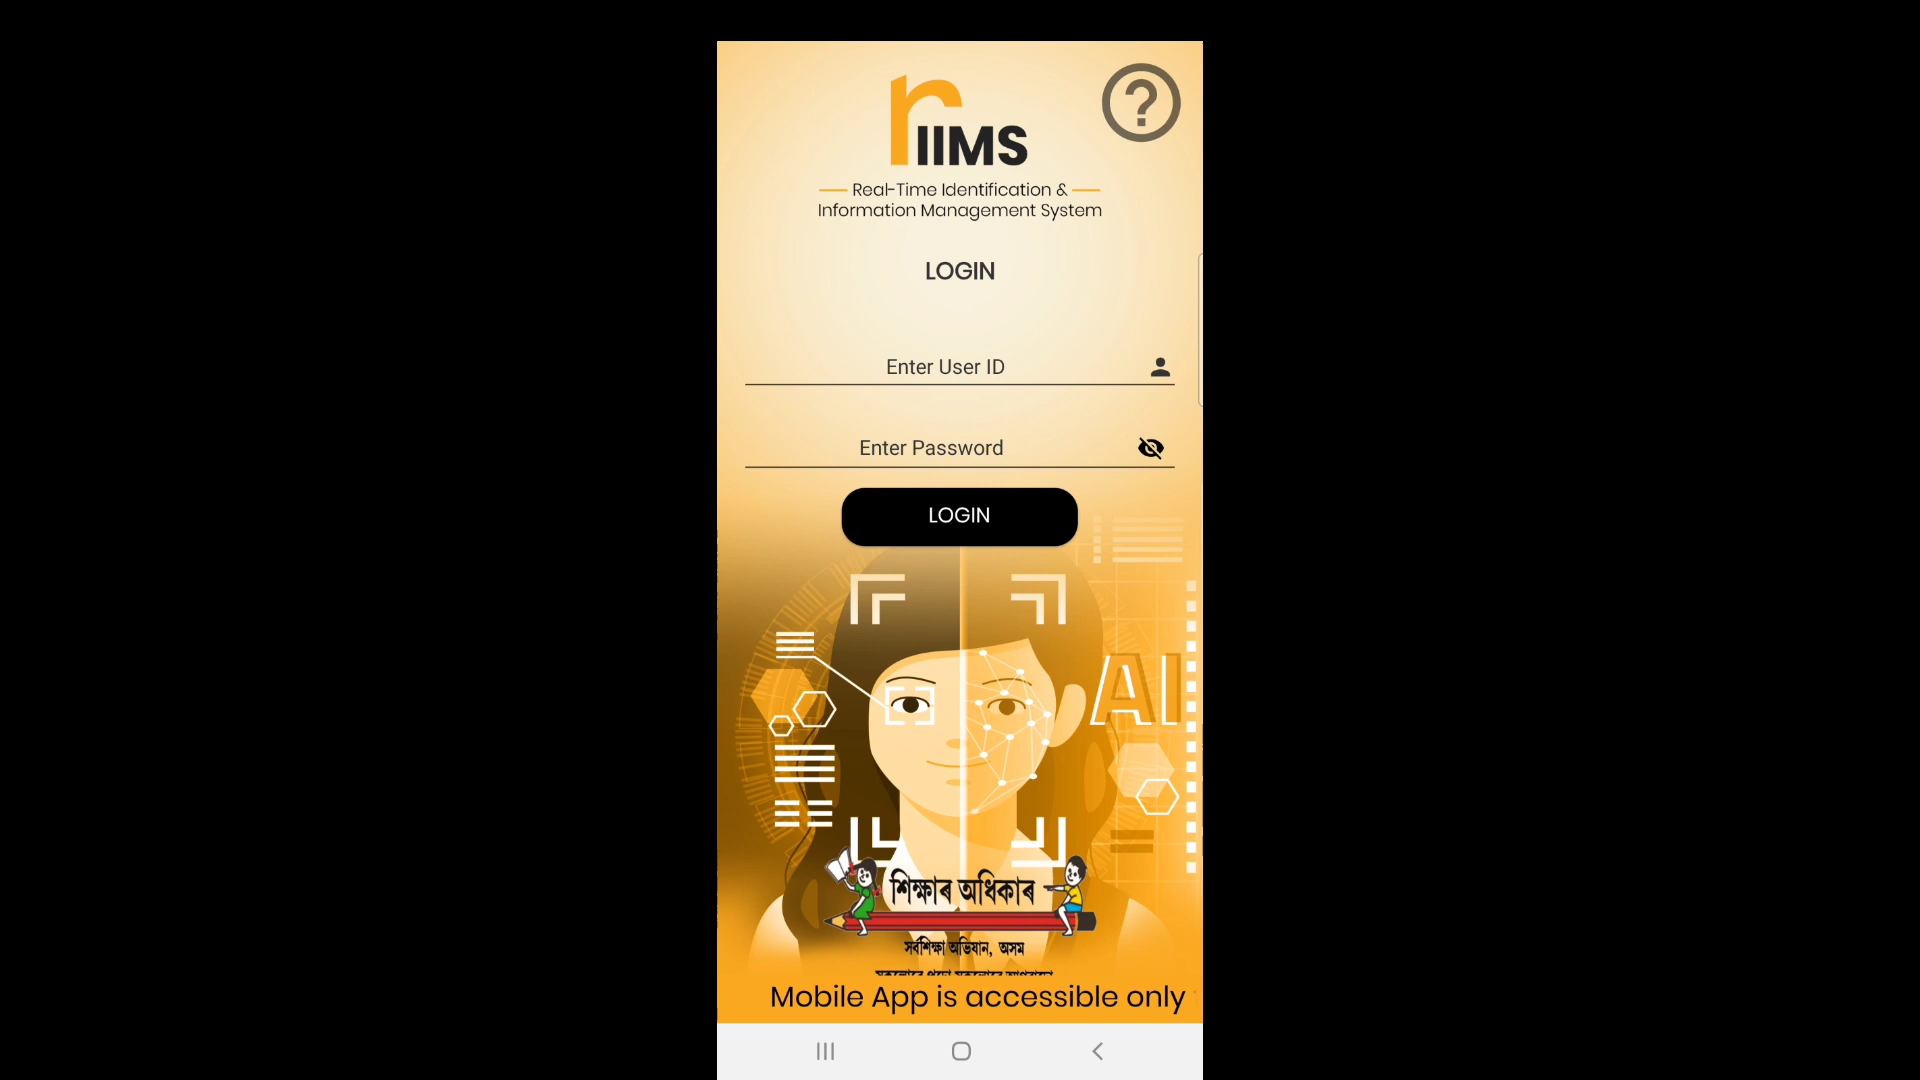 rIIMS
Real-Time Identification &
Information Management System
LOGIN
Enter User ID
Enter Password
LOGIN
AI
শিক্ষাৰ অধিকাৰ
সৰ্বশিক্ষা অভিযান, অসম
Mobile App is accessible only